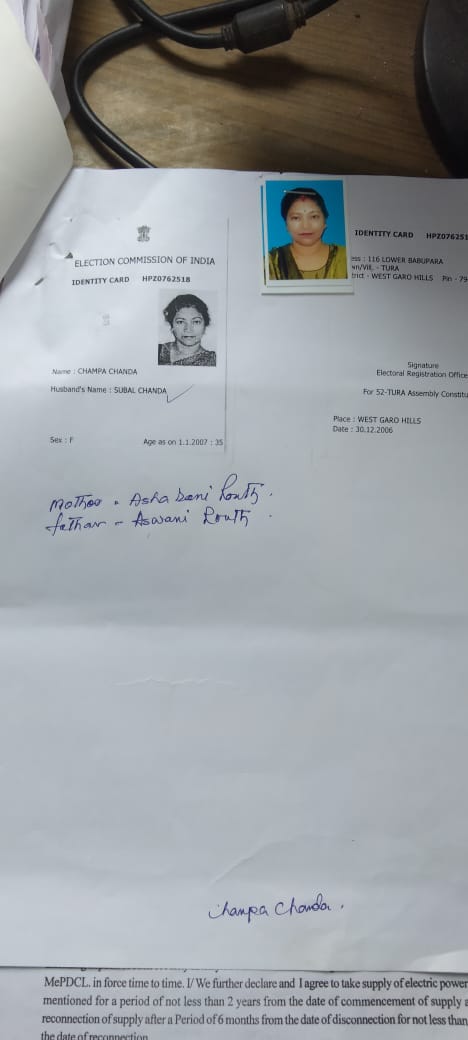 ELECTION COMMISSION OF INDIA
IDENTITY CARD HPZ0762518
Name : CHAMPA CHANDA
Husband's Name : SUBAL CHANDA
Sex : F Age as on 1.1.2007 : 35
IDENTITY CARD HPZ076251
ess : 116 LOWER BABUPARA
wn/Vill. - TURA
trict - WEST GARO HILLS Pin - 79
Signature
Electoral Registration Office
For 52-TURA Assembly Constitu
Place : WEST GARO HILLS
Date : 30.12.2006
Mother - Asha Rani Routh.
father - Aswani Routh.
Champa Chanda.
MePDCL. in force time to time. I/ We further declare and I agree to take supply of electric power
mentioned for a period of not less than 2 years from the date of commencement of supply a
reconnection of supply after a Period of 6 months from the date of disconnection for not less than
the date of reconnection